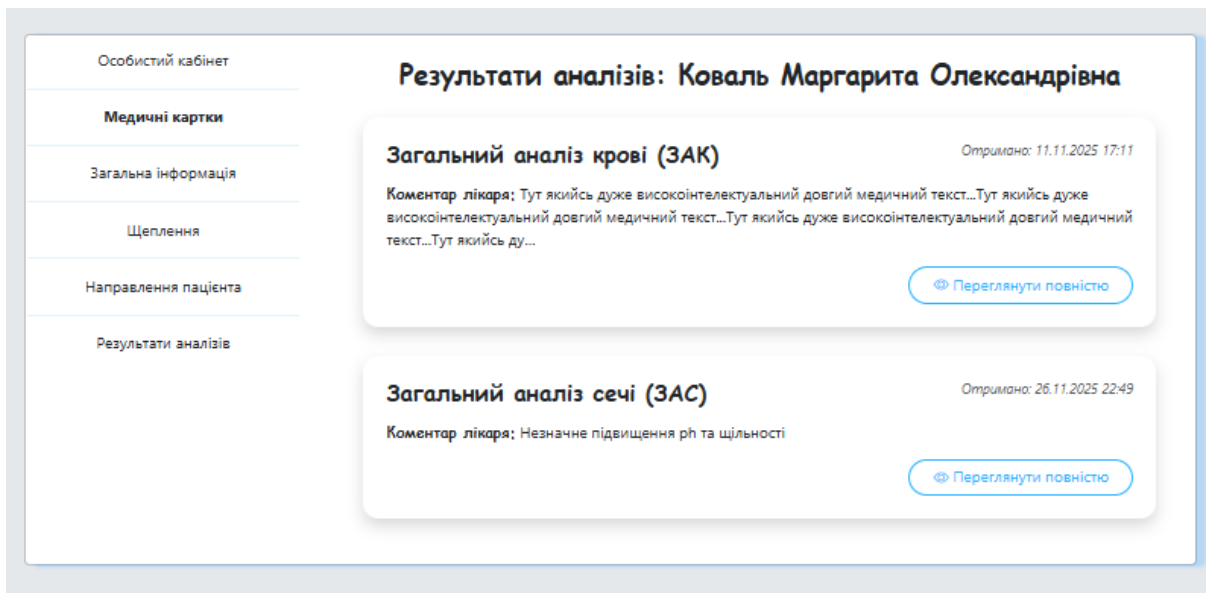 Особистий кабінет
Медичні картки
Загальна інформація
Щеплення
Направлення пацієнта
Результати аналізів
Результати аналізів: Коваль Маргарита Олександрівна
Загальний аналіз крові (ЗАК)
Отримано: 11.11.2025 17:11
Коментар лікаря: Тут якийсь дуже високоінтелектуальний довгий медичний текст...Тут якийсь дуже
високоінтелектуальний довгий медичний текст...Тут якийсь дуже високоінтелектуальний довгий медичний
текст...Тут якийсь ду...
Переглянути повністю
Загальний аналіз сечі (ЗАС)
Отримано: 26.11.2025 22:49
Коментар лікаря: Незначне підвищення ph та щільності
Переглянути повністю